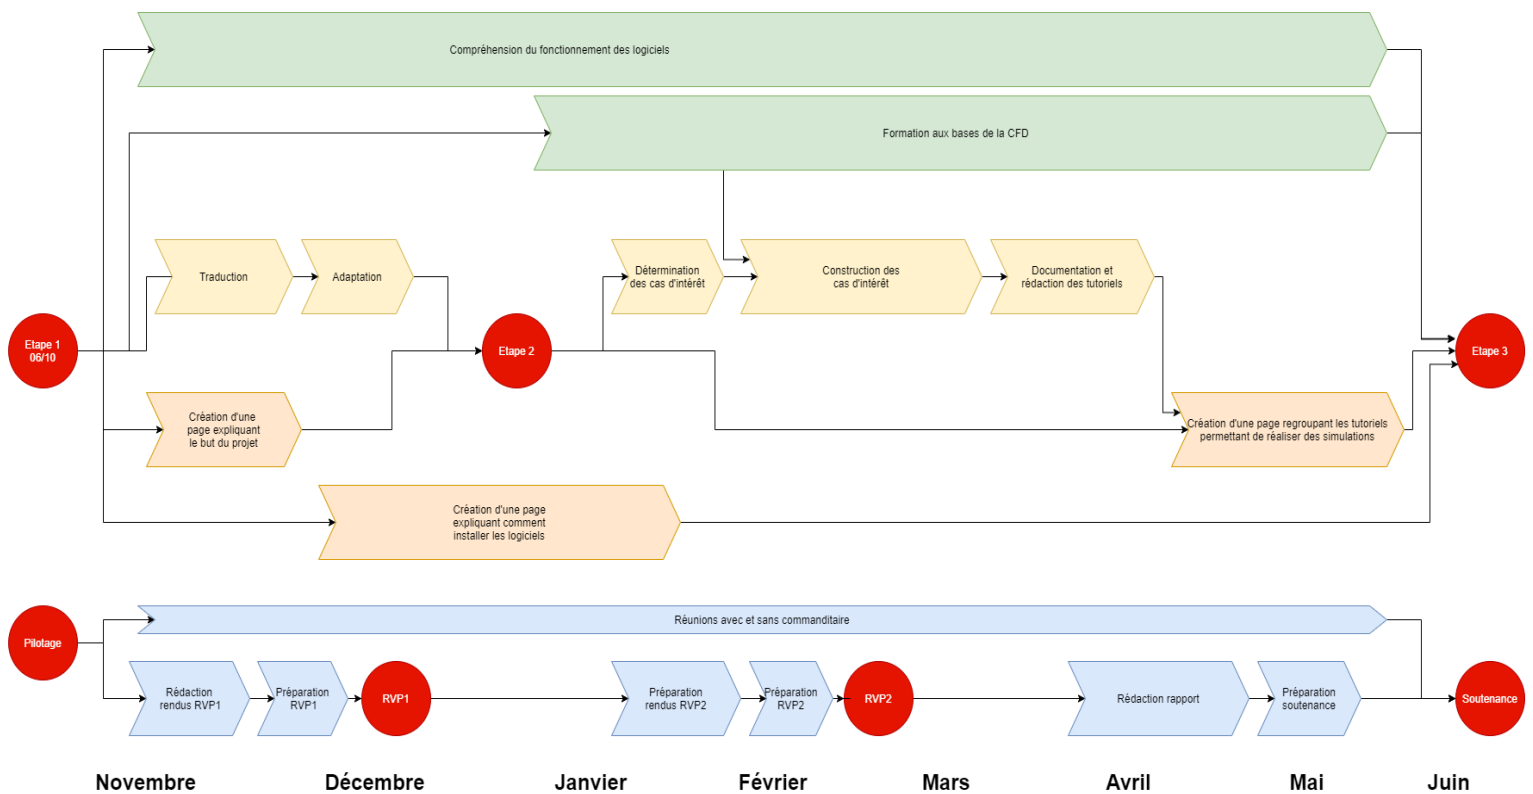 Compréhension du fonctionnement des logiciels
Formation aux bases de la CFD
Traduction
Adaptation
Détermination
des cas d'intérêt
Construction des
cas d'intérêt
Documentation et
rédaction des tutoriels
Etape 1
06/10
Etape 2
Etape 3
Création d'une
page expliquant
le but du projet
Création d'une page regroupant les tutoriels
permettant de réaliser des simulations
Création d'une page
expliquant comment
installer les logiciels
Pilotage
Réunions avec et sans commanditaire
Rédaction
rendus RVP1
Préparation
RVP1
RVP1
Préparation
rendus RVP2
Préparation
RVP2
RVP2
Rédaction rapport
Préparation
soutenance
Soutenance
Novembre
Décembre
Janvier
Février
Mars
Avril
Mai
Juin